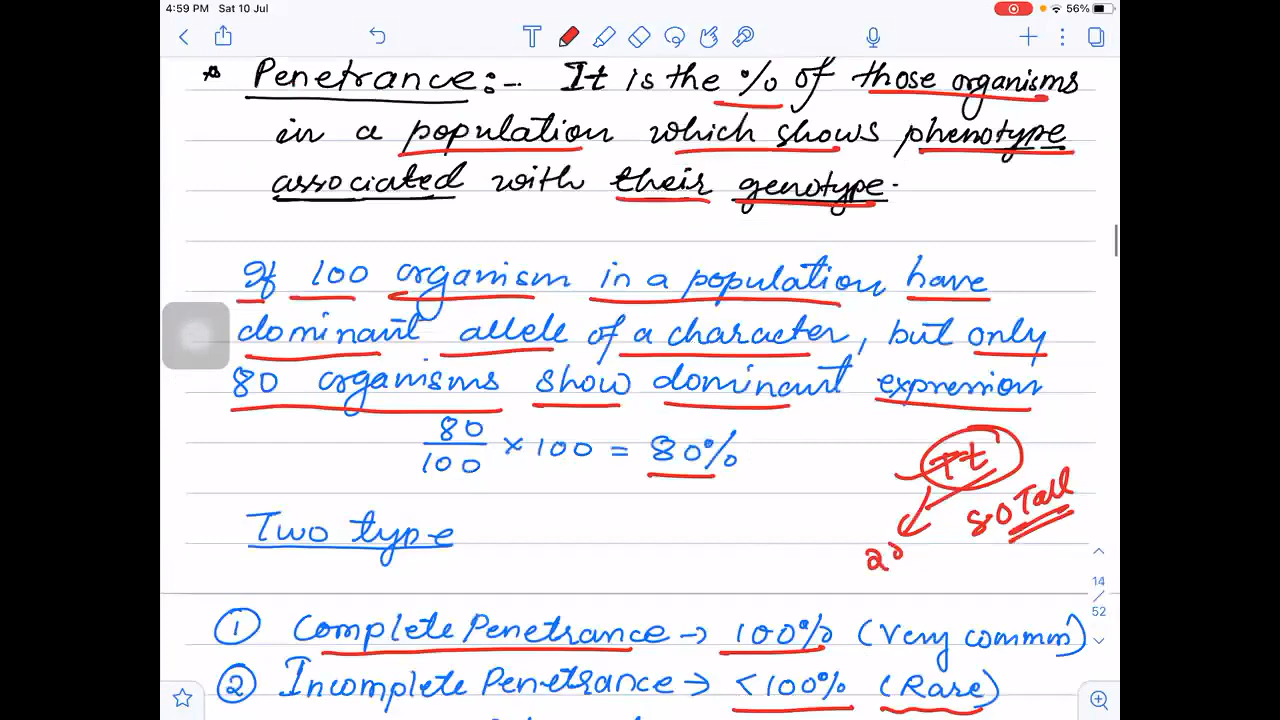 4:59 PM Sat 10 Jul
56%
* Penetrance:- It is the % of those organisms
in a population which shows phenotype
associated with their genotype.
If 100 organism in a population have
dominant allele of a character, but only
80 organisms show dominant expression
80/100 × 100 = 80%
Tt
80 Tall
20
Two type
14
/
52
① Complete Penetrance → 100% (Very common)
② Incomplete Penetrance → <100% (Rare)